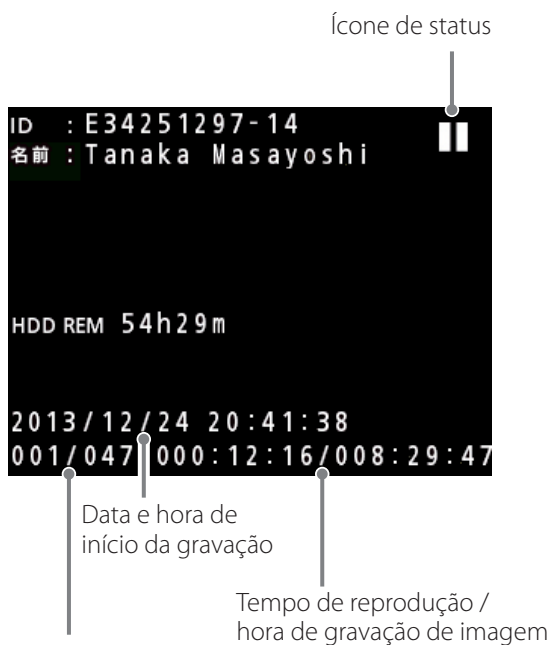 Ícone de status
ID : E34251297-14
名前 : Tanaka Masayoshi
HDD REM 54h29m
2013/12/24 20:41:38
001/047 000:12:16/008:29:47
Data e hora de
início da gravação
Tempo de reprodução /
hora de gravação de imagem